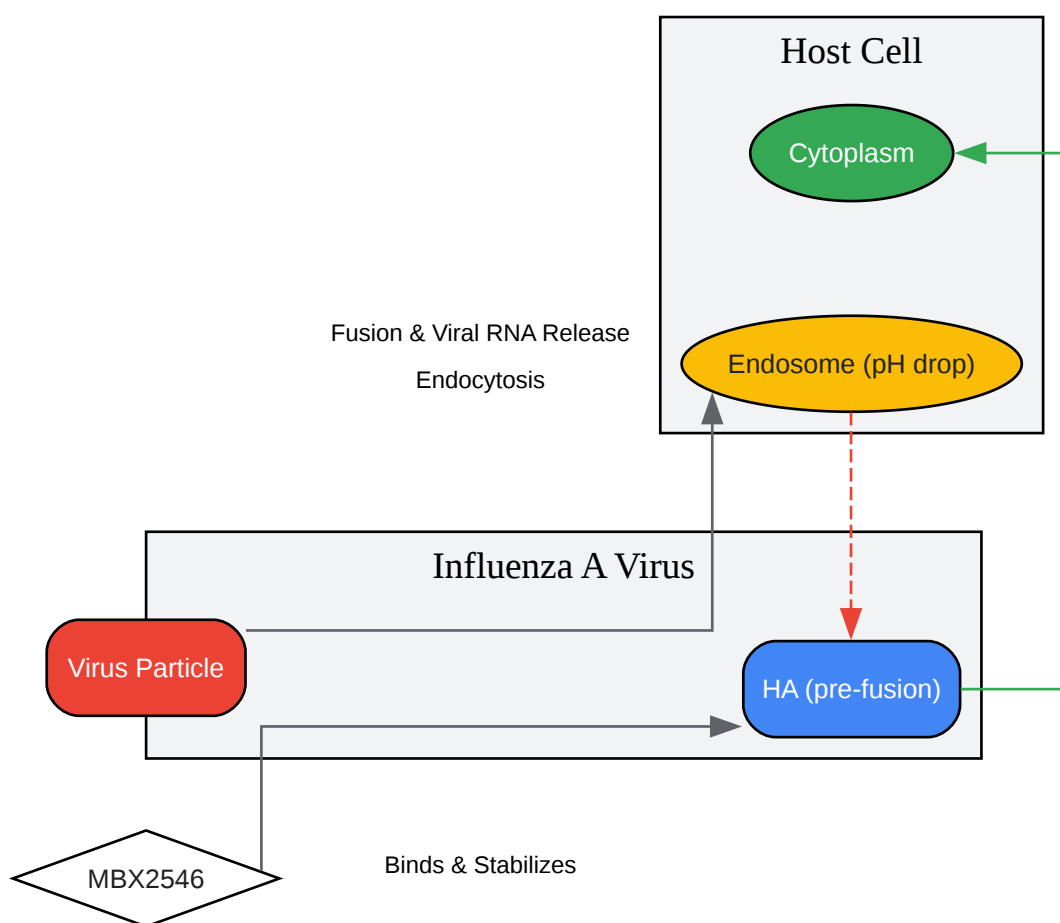 Host Cell
Cytoplasm
Fusion & Viral RNA Release
Endosome (pH drop)
Endocytosis
Influenza A Virus
Virus Particle
HA (pre-fusion)
Binds & Stabilizes
MBX2546